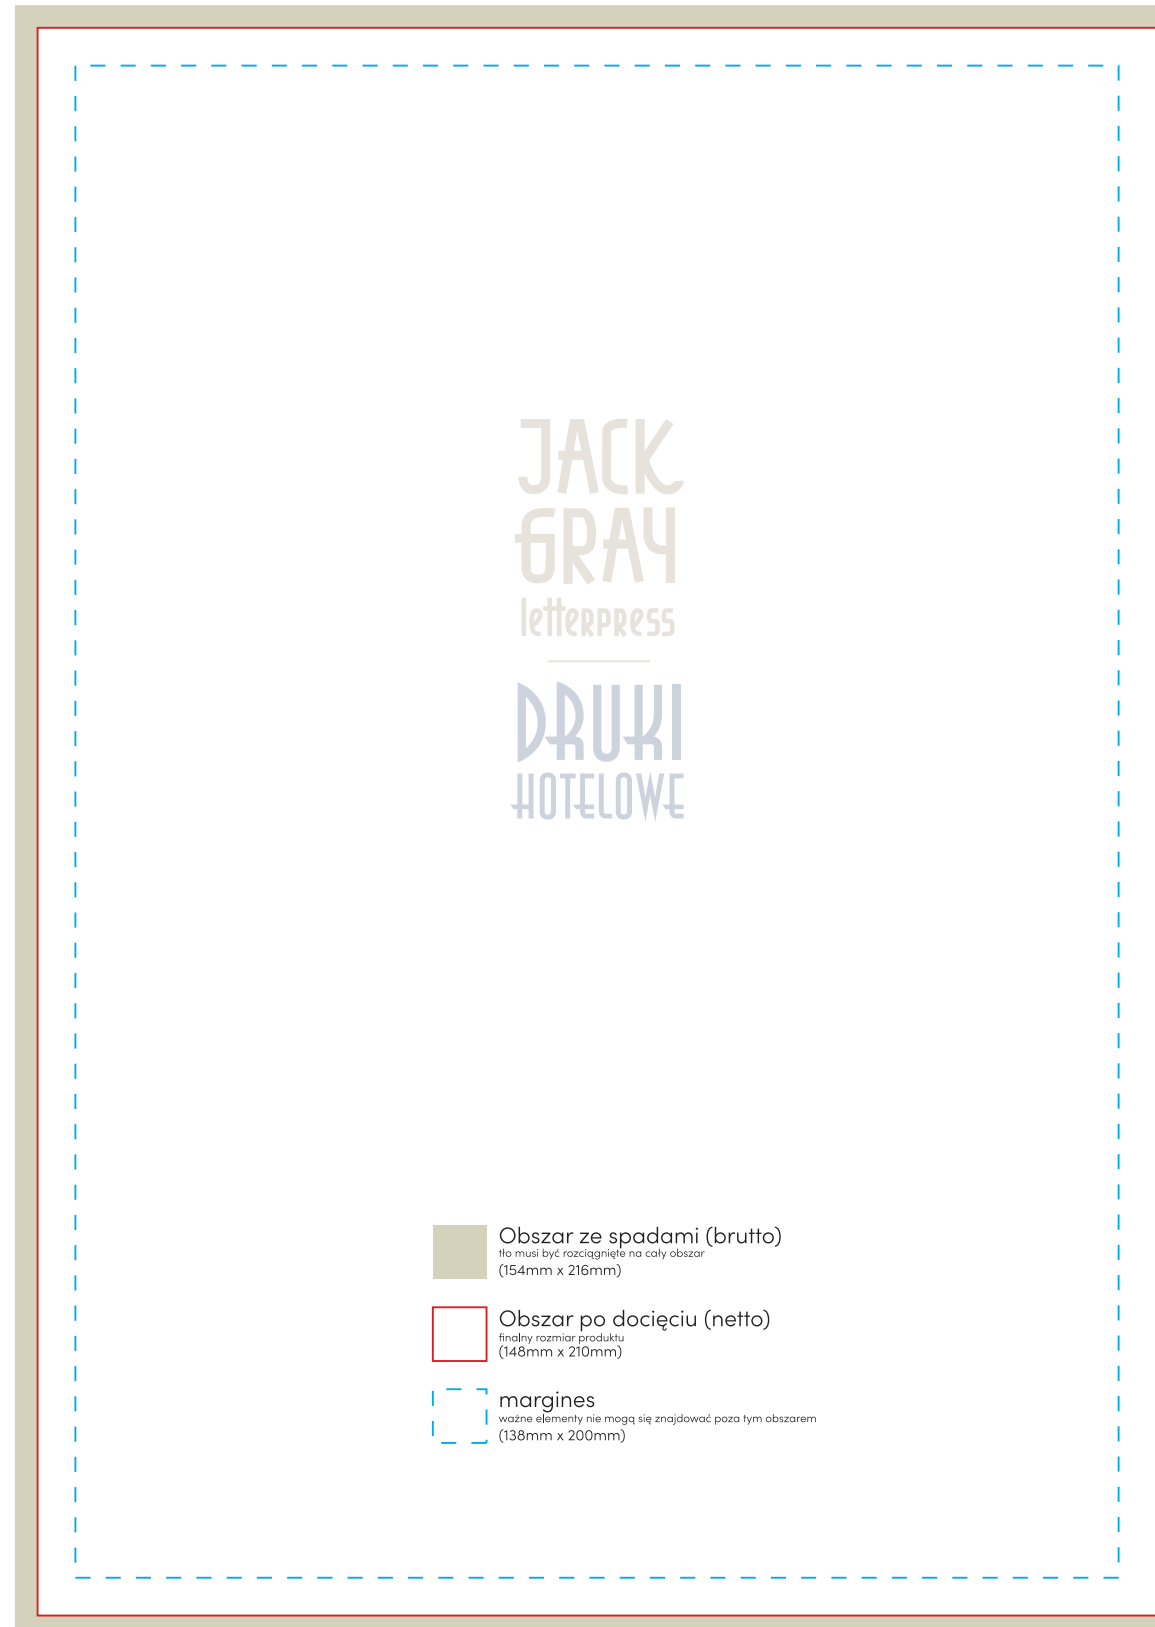 JACK
GRAY
letterpress
DRUKI
HOTELOWE
Obszar ze spadami (brutto)
tło musi być rozciągnięte na cały obszar
(154mm x 216mm)
Obszar po docięciu (netto)
finalny rozmiar produktu
(148mm x 210mm)
margines
ważne elementy nie mogą się znajdować poza tym obszarem
(138mm x 200mm)